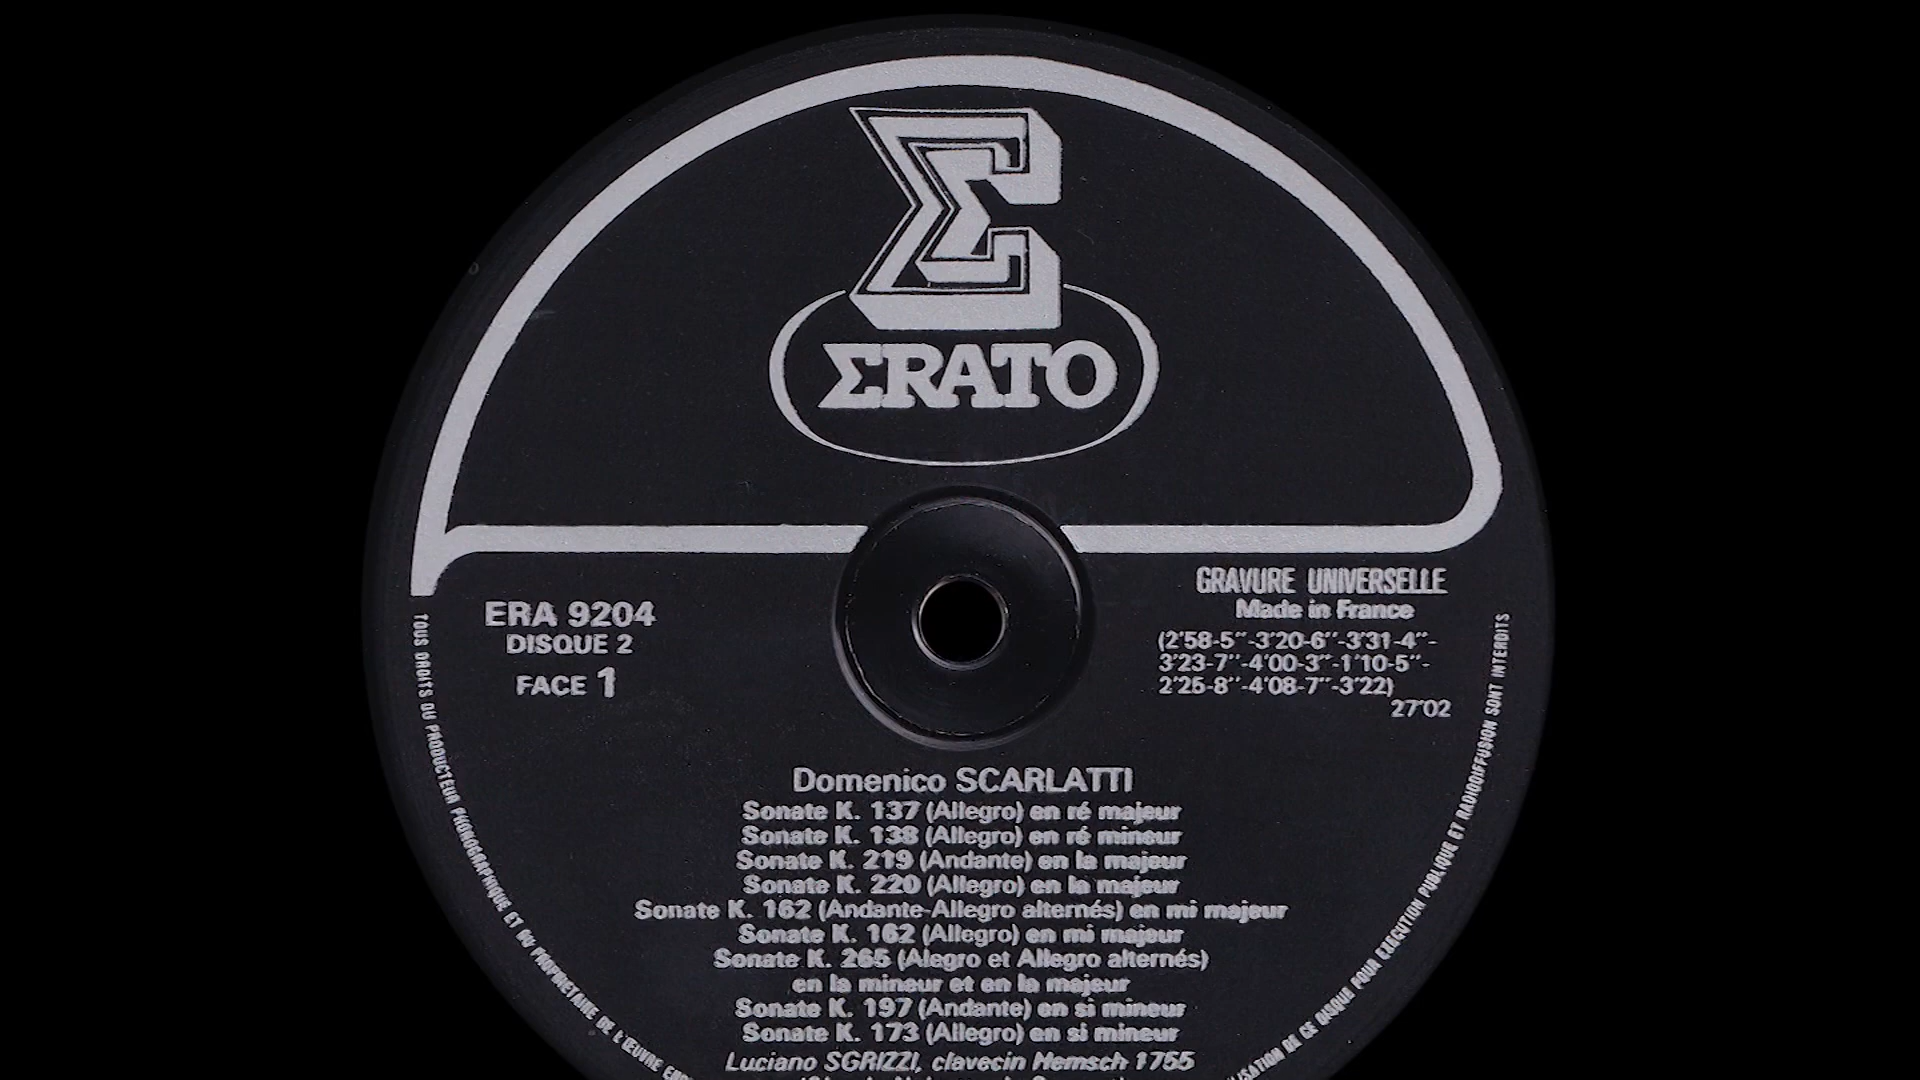 Σ
ΣRATO
GRAVURE UNIVERSELLE
Made in France
(2'58-5''-3'20-6''-3'31-4''-
3'23-7''-4'00-3''-1'10-5''-
2'25-8''-4'08-7''-3'22)
27'02
ERA 9204
DISQUE 2
FACE 1
Domenico SCARLATTI
Sonate K. 137 (Allegro) en ré majeur
Sonate K. 138 (Allegro) en ré mineur
Sonate K. 219 (Andante) en la majeur
Sonate K. 220 (Allegro) en la majeur
Sonate K. 162 (Andante-Allegro alternés) en mi majeur
Sonate K. 162 (Allegro) en mi majeur
Sonate K. 265 (Alegro et Allegro alternés)
en la mineur et en la majeur
Sonate K. 197 (Andante) en si mineur
Sonate K. 173 (Allegro) en si mineur
Luciano SGRIZZI, clavecin Hemsch 1755
TOUS DROITS DU PRODUCTEUR PHONOGRAPHIQUE ET DU PROPRIETAIRE DE L'ŒUVRE
DE CE DISQUE POUR EXECUTION PUBLIQUE ET RADIODIFFUSION SONT INTERDITS